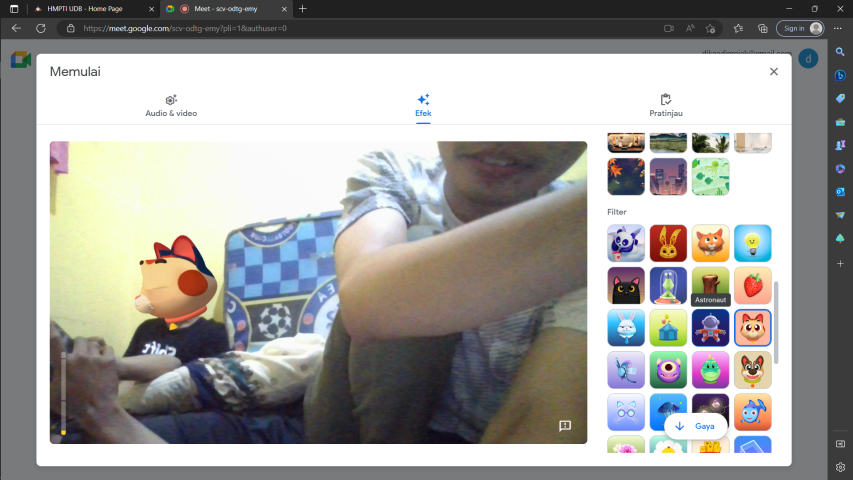 HMPTI UDB - Home Page
Meet - scv-odtg-emy
https://meet.google.com/scv-odtg-emy?pli=1&authuser=0
Sign in
d
Memulai
Audio & video
Efek
Pratinjau
Filter
Astronaut
Gaya